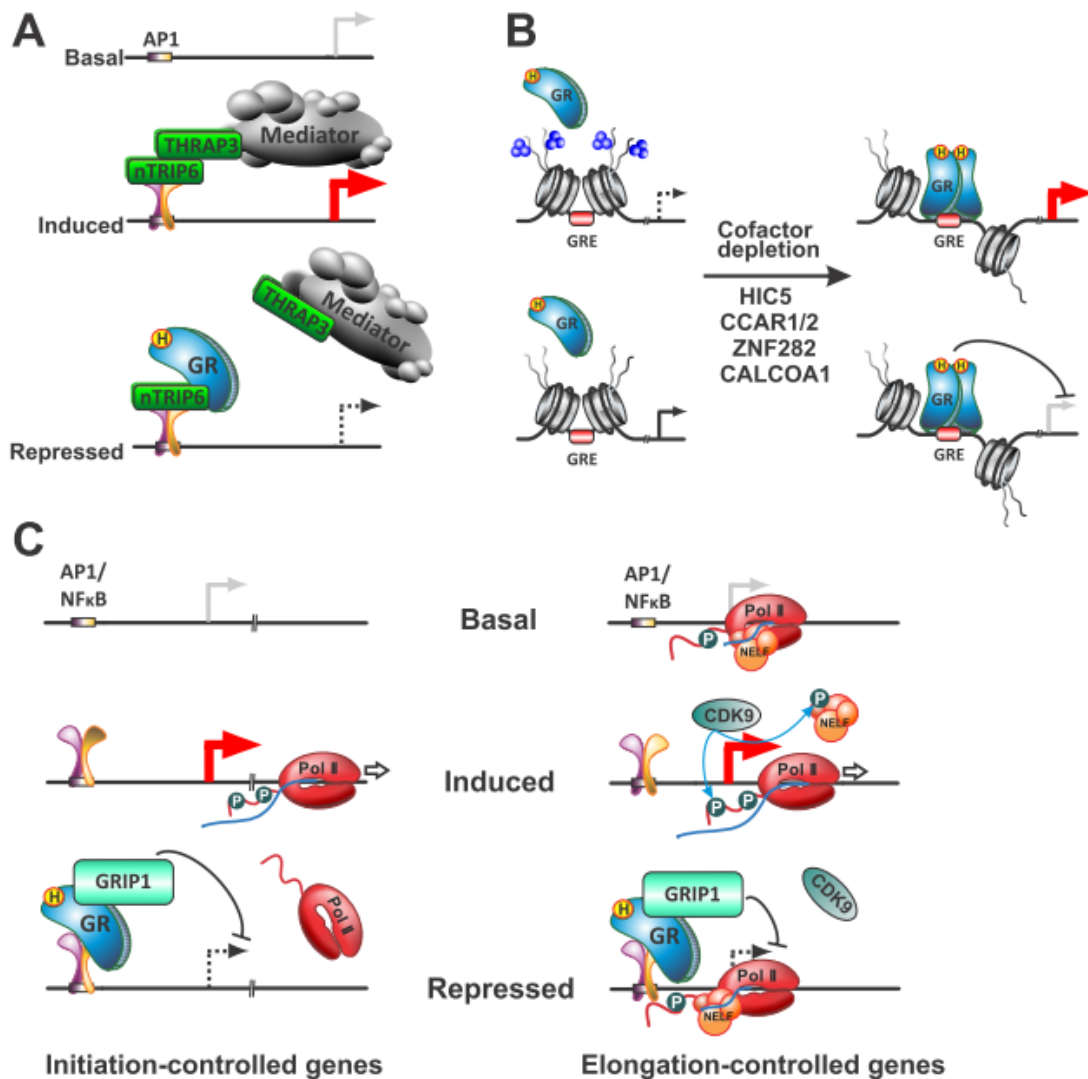 A
AP1
Basal
Mediator
THRAP3
nTRIP6
Induced
THRAP3
Mediator
H
GR
nTRIP6
Repressed
B
H
GR
GRE
H
GR
GRE
Cofactor
depletion
HIC5
CCAR1/2
ZNF282
CALCOA1
H H
GR
GRE
H H
GR
GRE
C
AP1/
NFκB
Basal
AP1/
NFκB
Pol II
P
NELF
P P
Pol II
Induced
CDK9
P
NELF
Pol II
P P
H
GRIP1
GR
Pol II
Repressed
H
GRIP1
GR
CDK9
Pol II
P
NELF
Initiation-controlled genes
Elongation-controlled genes